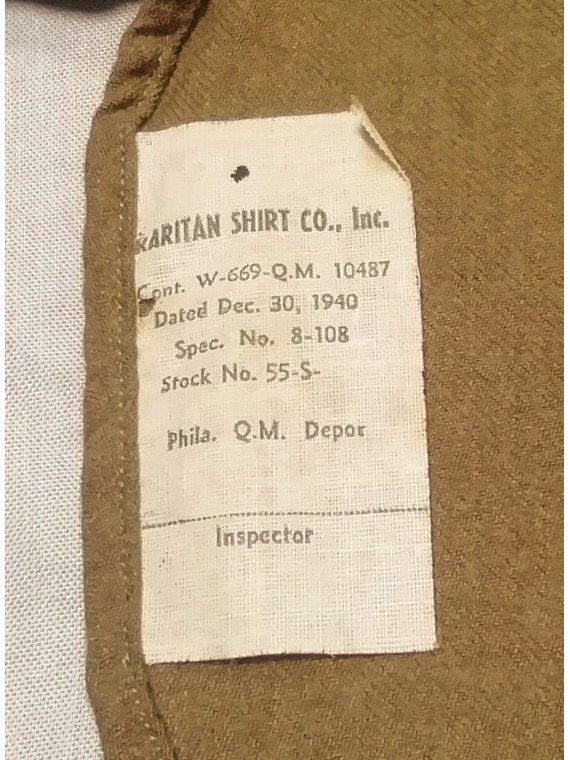 RARITAN SHIRT CO., Inc.
Cont. W-669-Q.M. 10487
Dated Dec. 30, 1940
Spec. No. 8-108
Stock No. 55-S-
Phila. Q.M. Depot
Inspector